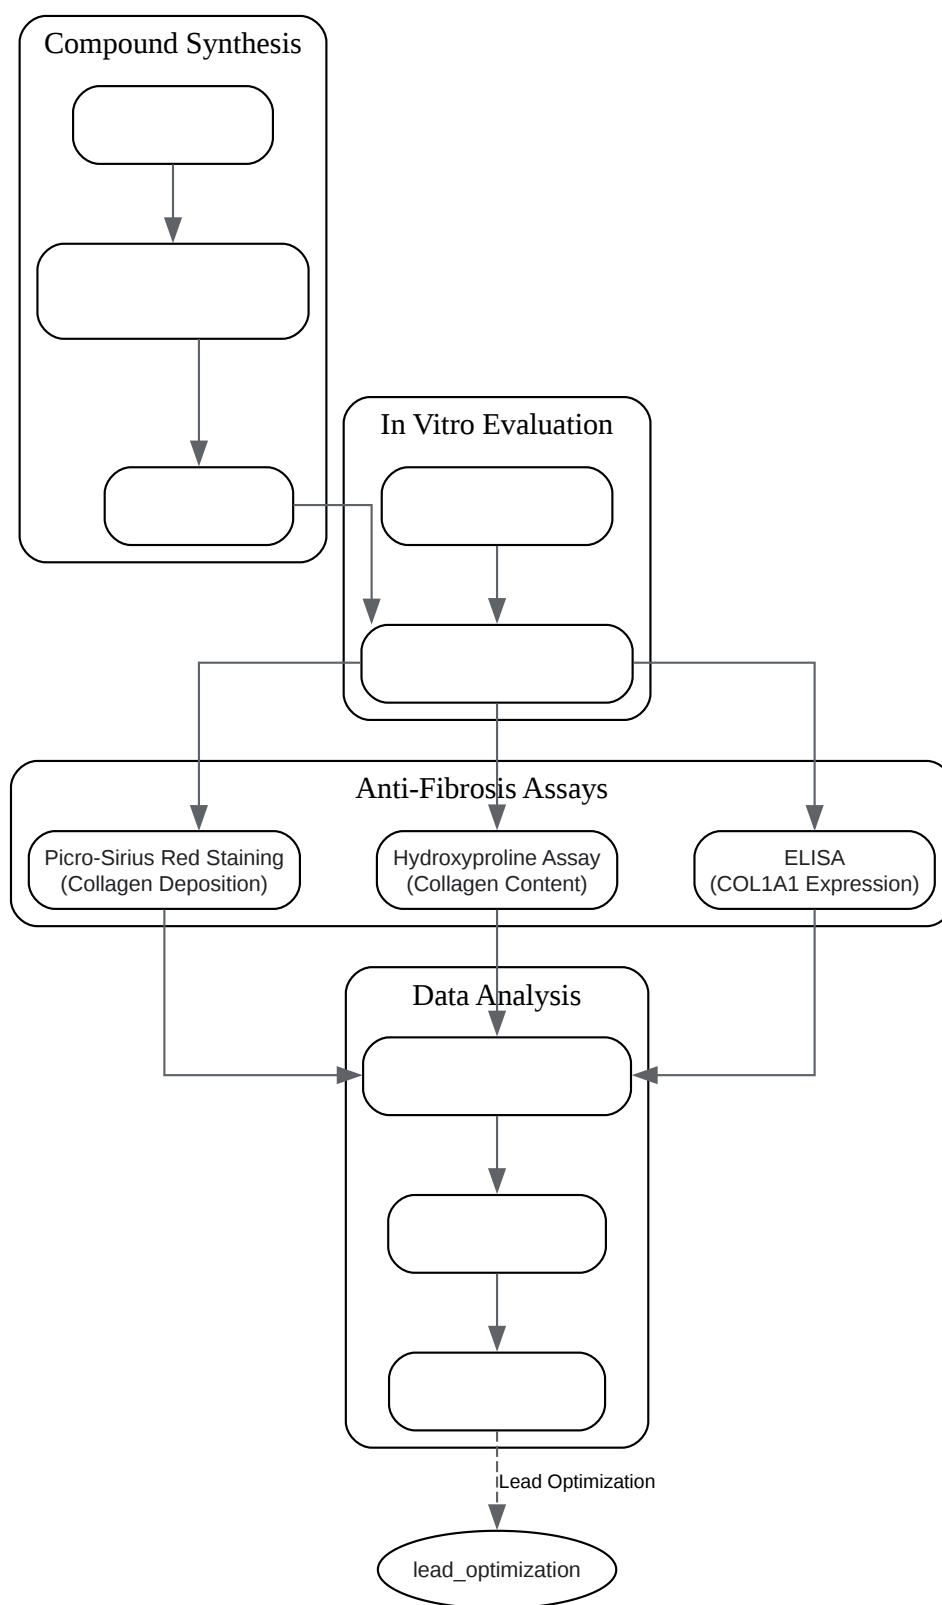 Compound Synthesis
In Vitro Evaluation
Anti-Fibrosis Assays
Picro-Sirius Red Staining
(Collagen Deposition)
Hydroxyproline Assay
(Collagen Content)
ELISA
(COL1A1 Expression)
Data Analysis
Lead Optimization
lead_optimization